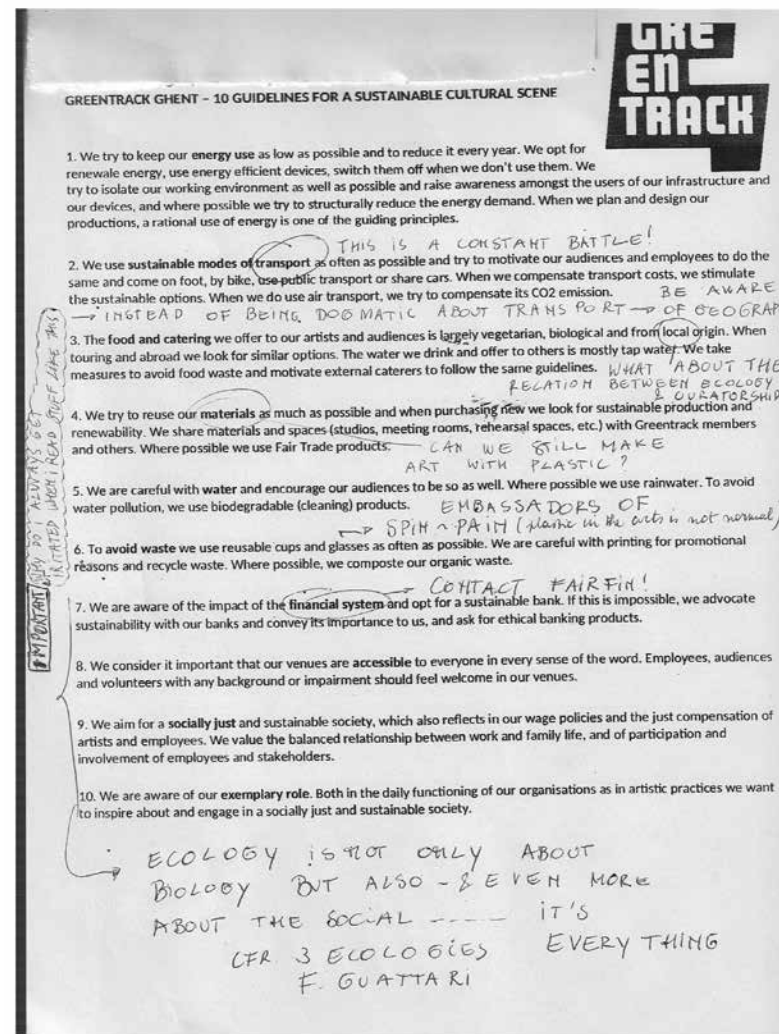 GRE
EN
TRACK
GREENTRACK GHENT – 10 GUIDELINES FOR A SUSTAINABLE CULTURAL SCENE
1. We try to keep our energy use as low as possible and to reduce it every year. We opt for
renewale energy, use energy efficient devices, switch them off when we don't use them. We
try to isolate our working environment as well as possible and raise awareness amongst the users of our infrastructure and
our devices, and where possible we try to structurally reduce the energy demand. When we plan and design our
productions, a rational use of energy is one of the guiding principles.
THIS IS A CONSTANT BATTLE!
2. We use sustainable modes of transport as often as possible and try to motivate our audiences and employees to do the
same and come on foot, by bike, use public transport or share cars. When we compensate transport costs, we stimulate
the sustainable options. When we do use air transport, we try to compensate its CO2 emission.
BE AWARE
→ INSTEAD OF BEING DOGMATIC ABOUT TRANSPORT → OF GEOGRAP
3. The food and catering we offer to our artists and audiences is largely vegetarian, biological and from local origin. When
touring and abroad we look for similar options. The water we drink and offer to others is mostly tap water. We take
measures to avoid food waste and motivate external caterers to follow the same guidelines.
WHAT ABOUT THE
RELATION BETWEEN ECOLOGY
& CURATORSHIP
4. We try to reuse our materials as much as possible and when purchasing new we look for sustainable production and
renewability. We share materials and spaces (studios, meeting rooms, rehearsal spaces, etc.) with Greentrack members
and others. Where possible we use Fair Trade products.
CAN WE STILL MAKE
ART WITH PLASTIC?
5. We are careful with water and encourage our audiences to be so as well. Where possible we use rainwater. To avoid
water pollution, we use biodegradable (cleaning) products.
EMBASSADORS OF
→ SPIN ~ PAIN (plastic in the arts is not normal)
6. To avoid waste we use reusable cups and glasses as often as possible. We are careful with printing for promotional
reasons and recycle waste. Where possible, we composte our organic waste.
→ CONTACT FAIRFIN!
7. We are aware of the impact of the financial system and opt for a sustainable bank. If this is impossible, we advocate
sustainability with our banks and convey its importance to us, and ask for ethical banking products.
8. We consider it important that our venues are accessible to everyone in every sense of the word. Employees, audiences
and volunteers with any background or impairment should feel welcome in our venues.
9. We aim for a socially just and sustainable society, which also reflects in our wage policies and the just compensation of
artists and employees. We value the balanced relationship between work and family life, and of participation and
involvement of employees and stakeholders.
10. We are aware of our exemplary role. Both in the daily functioning of our organisations as in artistic practices we want
to inspire about and engage in a socially just and sustainable society.
IMPORTANT
WHY DO I ALWAYS GET
IRITATED WHEN I READ STUFF LIKE THIS!
ECOLOGY IS NOT ONLY ABOUT
BIOLOGY BUT ALSO - & EVEN MORE
ABOUT THE SOCIAL ----- IT'S
EVERYTHING
CFR. 3 ECOLOGIES
F. GUATTARI